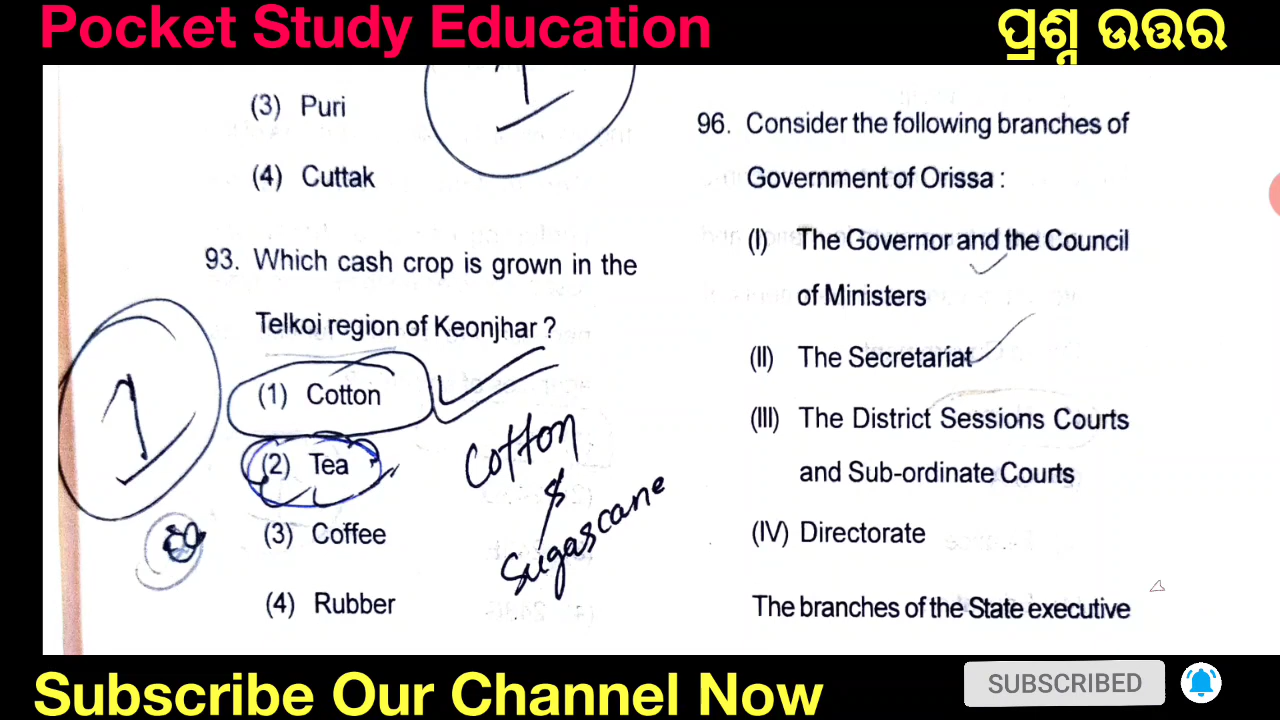 Pocket Study Education
ପ୍ରଶ୍ନ ଉତ୍ତର
1
(3) Puri
(4) Cuttak
93. Which cash crop is grown in the
Telkoi region of Keonjhar ?
(1) Cotton
(2) Tea
(3) Coffee
(4) Rubber
1
Cotton
&
Sugascane
96. Consider the following branches of
Government of Orissa :
(I) The Governor and the Council
of Ministers
(II) The Secretariat
(III) The District Sessions Courts
and Sub-ordinate Courts
(IV) Directorate
The branches of the State executive
Subscribe Our Channel Now
SUBSCRIBED